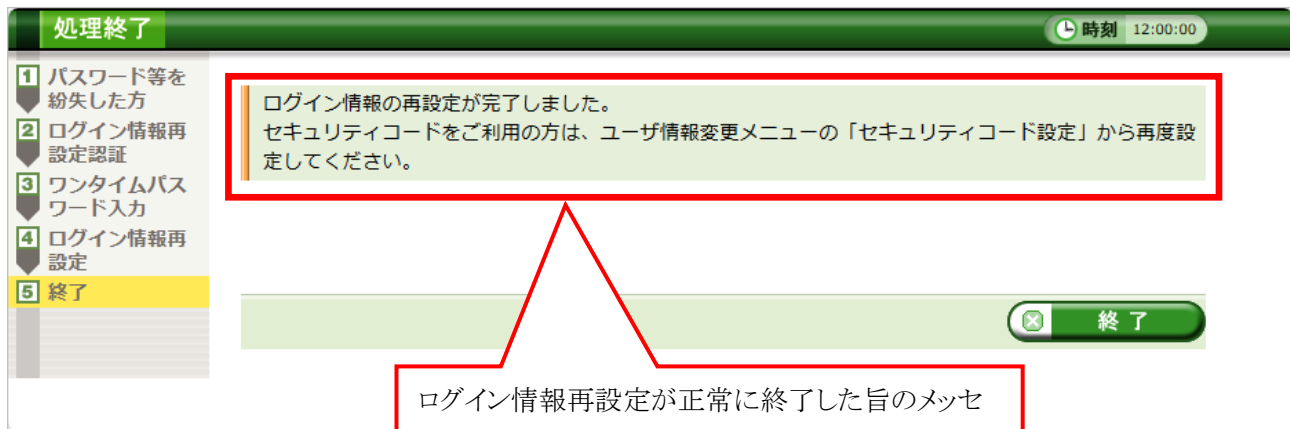 処理終了
時刻 12:00:00
1 パスワード等を
紛失した方
2 ログイン情報再
設定認証
3 ワンタイムパス
ワード入力
4 ログイン情報再
設定
5 終了
ログイン情報の再設定が完了しました。
セキュリティコードをご利用の方は、ユーザ情報変更メニューの「セキュリティコード設定」から再度設
定してください。
終了
ログイン情報再設定が正常に終了した旨のメッセ